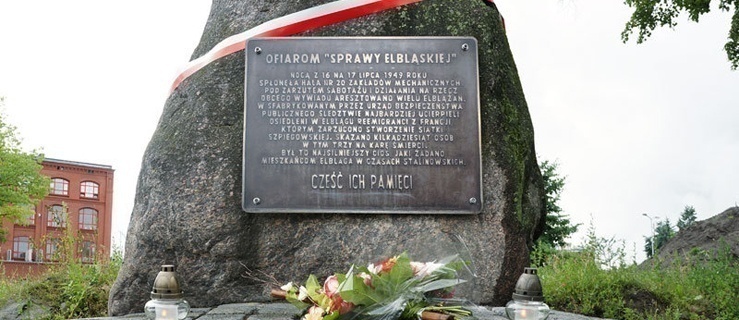 OFIAROM "SPRAWY ELBLĄSKIEJ"
NOCĄ Z 16 NA 17 LIPCA 1949 ROKU
SPŁONĘŁA HALA NR 20 ZAKŁADÓW MECHANICZNYCH
POD ZARZUTEM SABOTAŻU I DZIAŁANIA NA RZECZ
OBCEGO WYWIADU ARESZTOWANO WIELU ELBLĄŻAN.
W SFABRYKOWANYM PRZEZ URZĄD BEZPIECZEŃSTWA
PUBLICZNEGO ŚLEDZTWIE NAJBARDZIEJ UCIERPIELI
OSIEDLENI W ELBLĄGU REEMIGRANCI Z FRANCJI
KTÓRYM ZARZUCONO STWORZENIE SIATKI
SZPIEGOWSKIEJ. SKAZANO KILKADZIESIĄT OSÓB
W TYM TRZY NA KARĘ ŚMIERCI.
BYŁ TO NAJSILNIEJSZY CIOS JAKI ZADANO
MIESZKAŃCOM ELBLĄGA W CZASACH STALINOWSKICH.
CZEŚĆ ICH PAMIĘCI